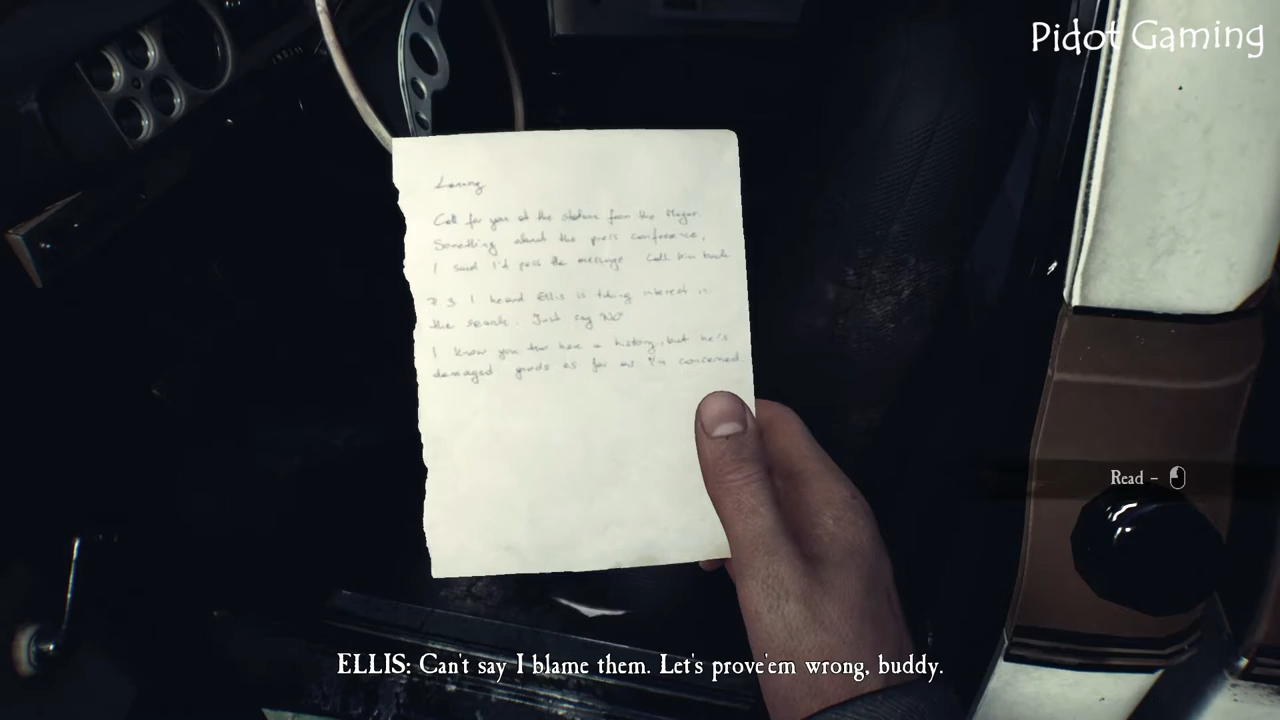 Pidot Gaming
Lanning
Call for you at the station from the Mayor.
Something about the press conference,
I said I'd pass the message. Call him back
P.S I heard Ellis is taking interest in
the search. Just say "NO"
I know you two have a history, but he's
damaged goods as far as I'm concerned
Read -
ELLIS: Can't say I blame them. Let's prove'em wrong, buddy.